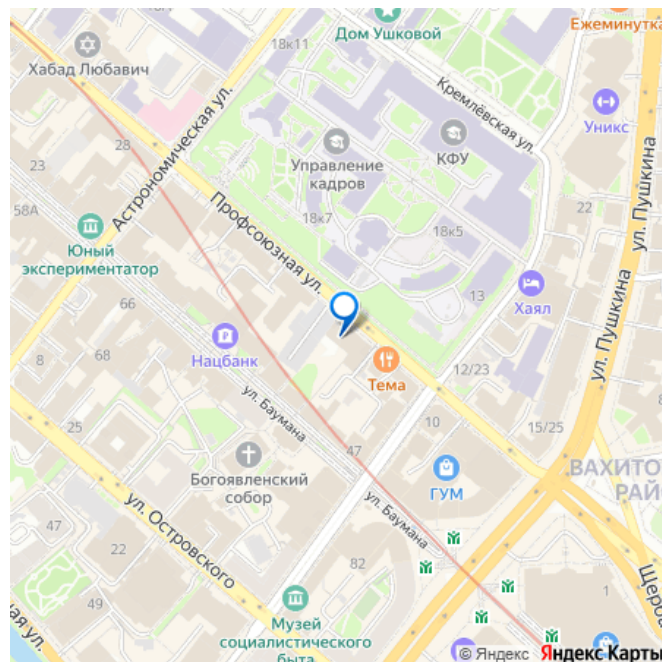 Ежеминутка
Дом Ушковой
18к11
Хабад Любавич
Кремлёвская ул.
Уникс
28
Управление
кадров
КФУ
23
Астрономическая ул.
ул. Пушкина
58А
Профсоюзная ул.
18к7
18к5
22
Юный
экспериментатор
13
Хаял
66
ул. Пушкина
Нацбанк
8
68
Тема
12/23
ул. Баумана
25
10
15/25
47
Богоявленский
собор
ГУМ
ВАХИТО
РАЙО
ул. Баумана
ул. Островского
47
22
82
49
1
Щерба
Музей
социалистического
быта
ул.
© Яндекс Яндекс Карты